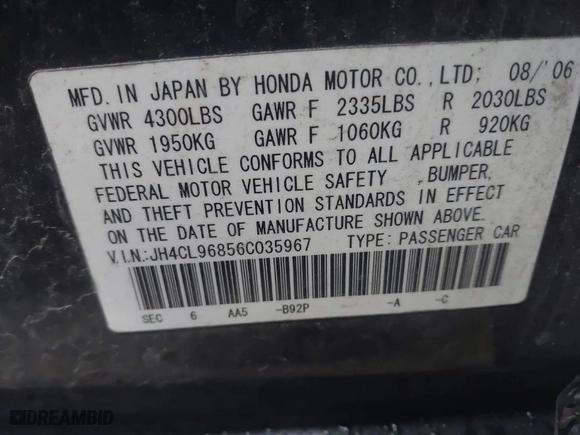 MFD. IN JAPAN BY HONDA MOTOR CO.,LTD; 08/'06
GVWR 4300LBS GAWR F 2335LBS R 2030LBS
GVWR 1950KG GAWR F 1060KG R 920KG
THIS VEHICLE CONFORMS TO ALL APPLICABLE
FEDERAL MOTOR VEHICLE SAFETY ,BUMPER,
AND THEFT PREVENTION STANDARDS IN EFFECT
ON THE DATE OF MANUFACTURE SHOWN ABOVE.
V.I.N.:JH4CL96856C035967 TYPE: PASSENGER CAR
SEC 6 AA5 -B92P -A -C
DREAMBID